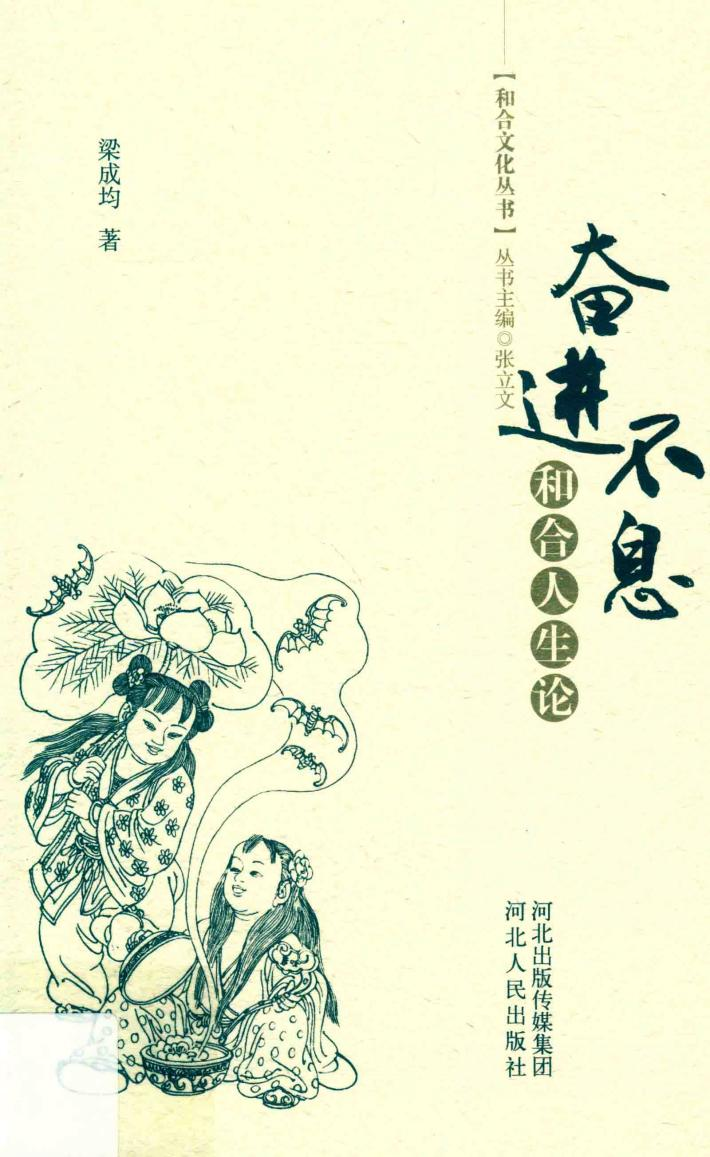 奋进不息
和合人生论
【和合文化丛书】丛书主编◎张立文
梁成均 著
河北出版传媒集团
河北人民出版社